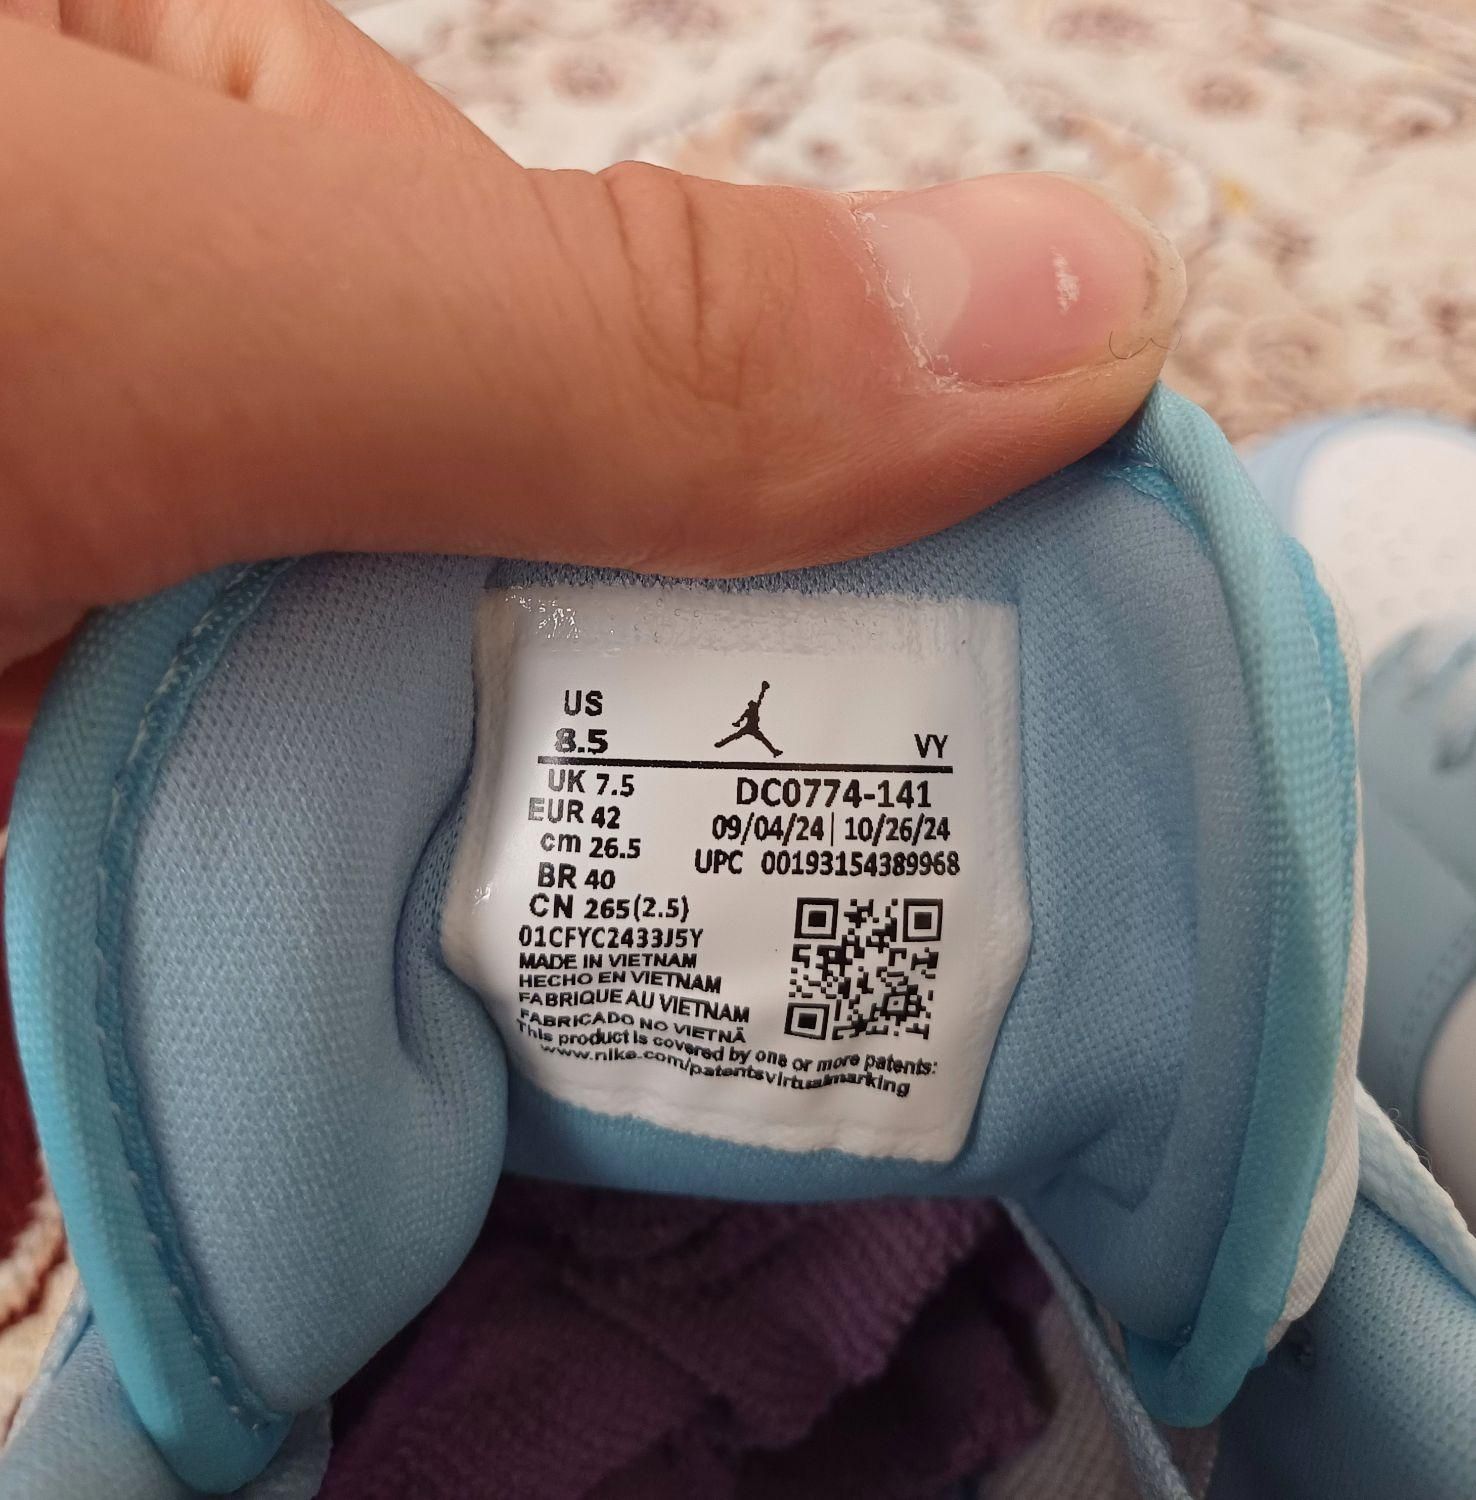 US
8.5
VY
UK 7.5
EUR 42
cm 26.5
BR 40
CN 265(2.5)
DC0774-141
09/04/24 | 10/26/24
UPC 00193154389968
01CFYC2433J5Y
MADE IN VIETNAM
HECHO EN VIETNAM
FABRIQUE AU VIETNAM
FABRICADO NO VIETNÃ
This product is covered by one or more patents:
www.nike.com/patentsvirtualmarking